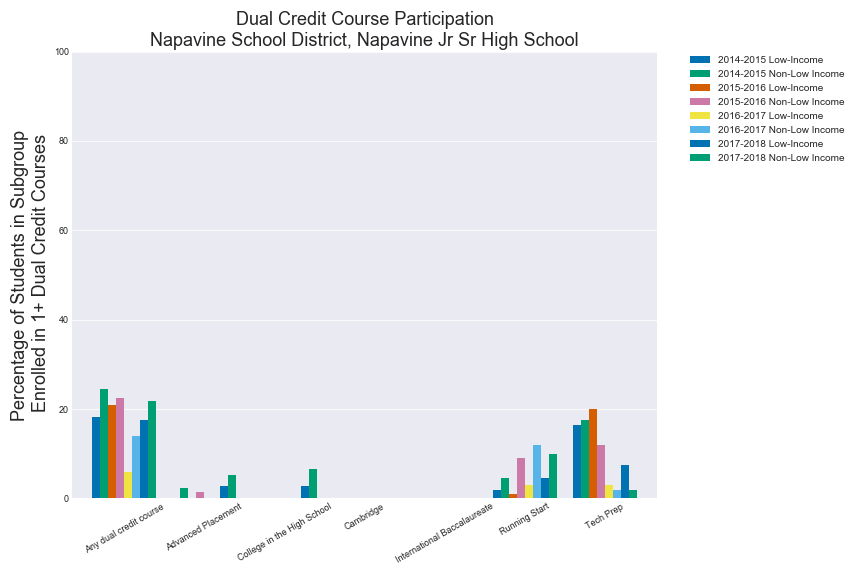 Dual Credit Course Participation
Napavine School District, Napavine Jr Sr High School
Percentage of Students in Subgroup
Enrolled in 1+ Dual Credit Courses
100
80
60
40
20
0
Any dual credit course
Advanced Placement
College in the High School
Cambridge
International Baccalaureate
Running Start
Tech Prep
2014-2015 Low-Income
2014-2015 Non-Low Income
2015-2016 Low-Income
2015-2016 Non-Low Income
2016-2017 Low-Income
2016-2017 Non-Low Income
2017-2018 Low-Income
2017-2018 Non-Low Income